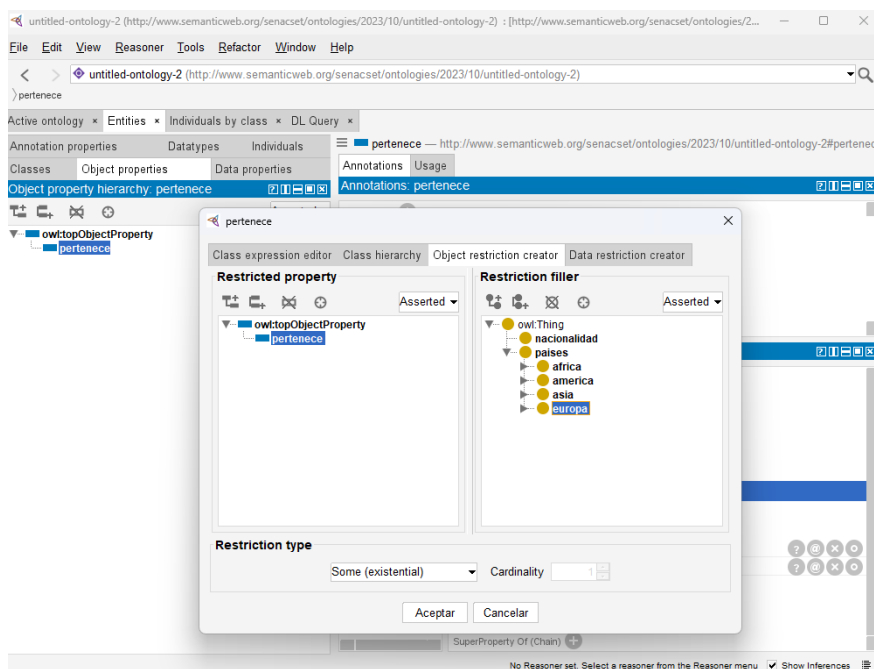 untitled-ontology-2 (http://www.semanticweb.org/senacset/ontologies/2023/10/untitled-ontology-2) : [http://www.semanticweb.org/senacset/ontologies/2...
File Edit View Reasoner Tools Refactor Window Help
untitled-ontology-2 (http://www.semanticweb.org/senacset/ontologies/2023/10/untitled-ontology-2)
pertenece
Active ontology × Entities × Individuals by class × DL Query ×
Annotation properties Datatypes Individuals
Classes Object properties Data properties
Object property hierarchy: pertenece
owl:topObjectProperty
pertenece
pertenece — http://www.semanticweb.org/senacset/ontologies/2023/10/untitled-ontology-2#pertenec
Annotations Usage
Annotations: pertenece
pertenece
Class expression editor Class hierarchy Object restriction creator Data restriction creator
Restricted property
Asserted
owl:topObjectProperty
pertenece
Restriction filler
Asserted
owl:Thing
nacionalidad
paises
africa
america
asia
europa
Restriction type
Some (existential) Cardinality 1
Aceptar Cancelar
SuperProperty Of (Chain)
No Reasoner set. Select a reasoner from the Reasoner menu Show Inferences